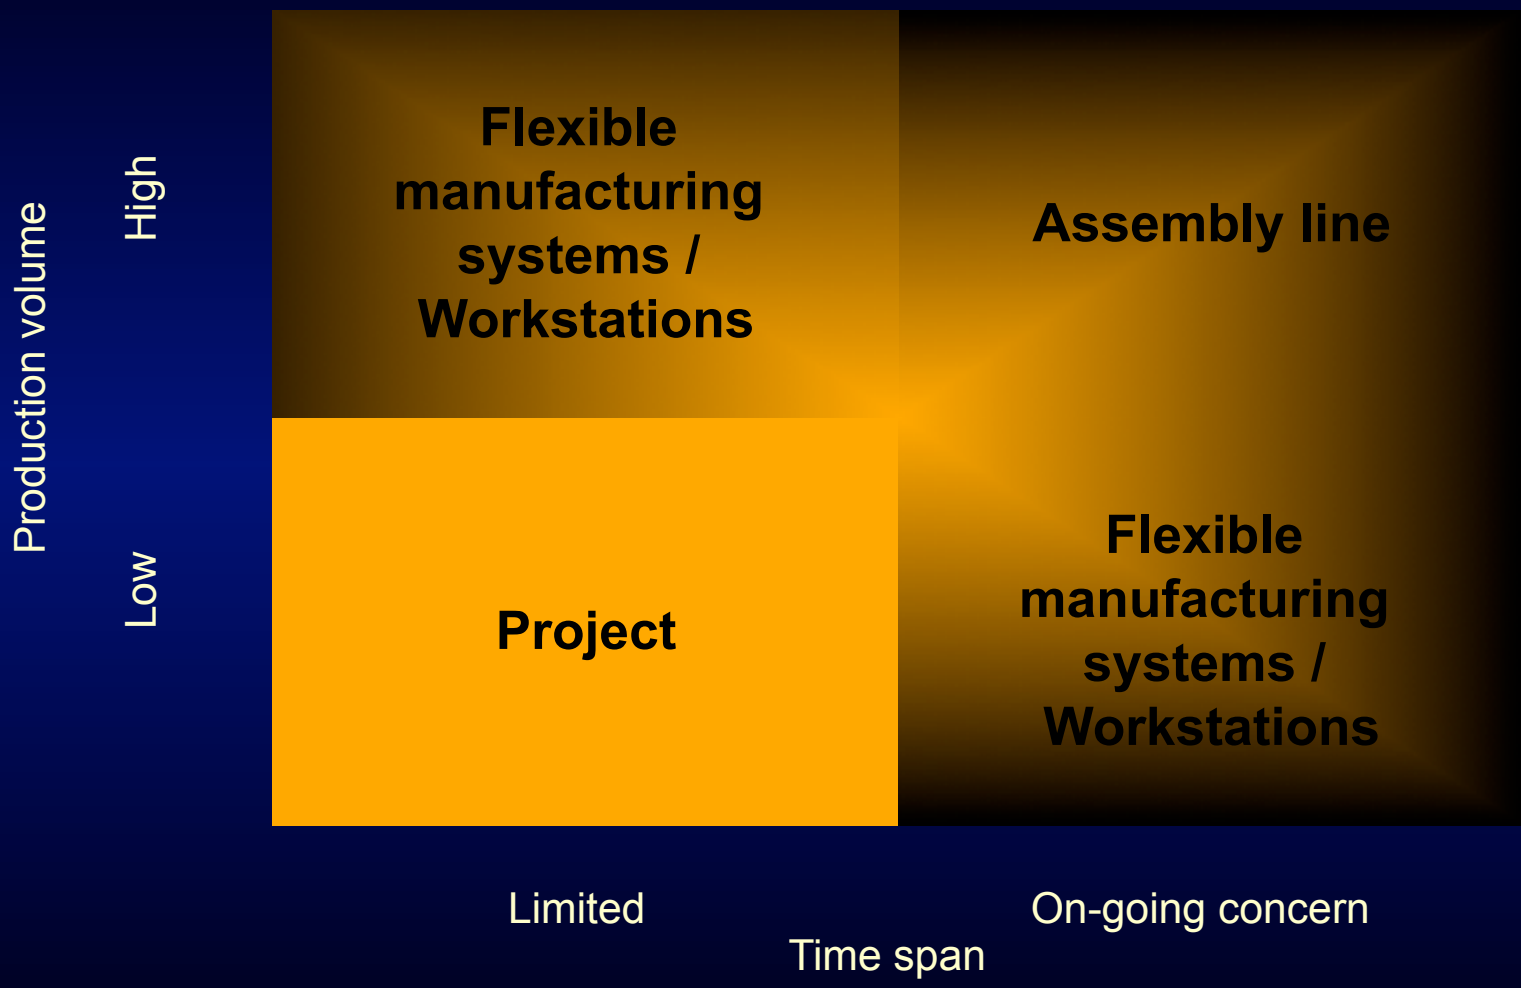 Production volume
High
Low
Flexible
manufacturing
systems /
Workstations
Assembly line
Project
Flexible
manufacturing
systems /
Workstations
Limited
On-going concern
Time span